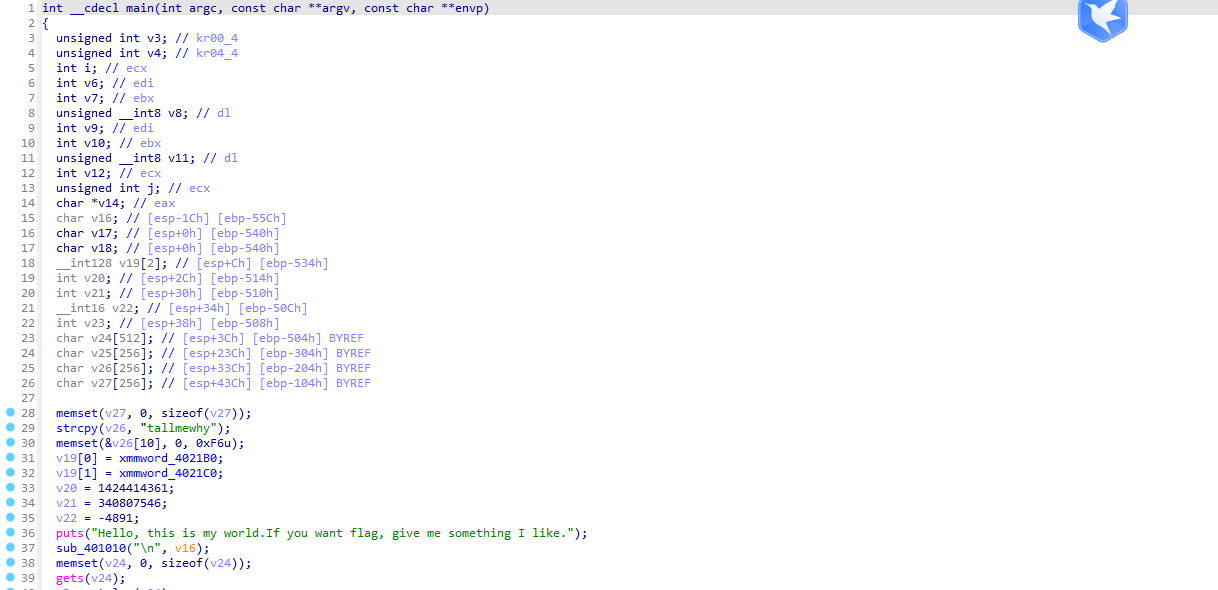 1 int __cdecl main(int argc, const char **argv, const char **envp)
2 {
3 unsigned int v3; // kr00_4
4 unsigned int v4; // kr04_4
5 int i; // ecx
6 int v6; // edi
7 int v7; // ebx
8 unsigned __int8 v8; // dl
9 int v9; // edi
10 int v10; // ebx
11 unsigned __int8 v11; // dl
12 int v12; // ecx
13 unsigned int j; // ecx
14 char *v14; // eax
15 char v16; // [esp-1Ch] [ebp-55Ch]
16 char v17; // [esp+0h] [ebp-540h]
17 char v18; // [esp+0h] [ebp-540h]
18 __int128 v19[2]; // [esp+Ch] [ebp-534h]
19 int v20; // [esp+2Ch] [ebp-514h]
20 int v21; // [esp+30h] [ebp-510h]
21 __int16 v22; // [esp+34h] [ebp-50Ch]
22 int v23; // [esp+38h] [ebp-508h]
23 char v24[512]; // [esp+3Ch] [ebp-504h] BYREF
24 char v25[256]; // [esp+23Ch] [ebp-304h] BYREF
25 char v26[256]; // [esp+33Ch] [ebp-204h] BYREF
26 char v27[256]; // [esp+43Ch] [ebp-104h] BYREF
27
28 memset(v27, 0, sizeof(v27));
29 strcpy(v26, "tallmewhy");
30 memset(&v26[10], 0, 0xF6u);
31 v19[0] = xmmword_4021B0;
32 v19[1] = xmmword_4021C0;
33 v20 = 1424414361;
34 v21 = 340807546;
35 v22 = -4891;
36 puts("Hello, this is my world.If you want flag, give me something I like.");
37 sub_401010("\n", v16);
38 memset(v24, 0, sizeof(v24));
39 gets(v24);